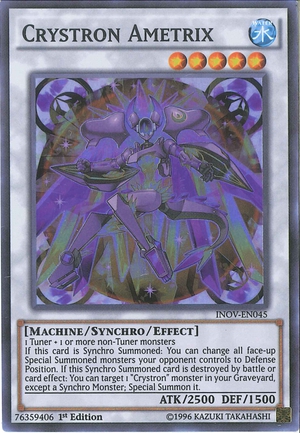 CRYSTRON AMETRIX
WATER
水
INOV-EN045
[MACHINE/SYNCHRO/EFFECT]
1 Tuner + 1 or more non-Tuner monsters
If this card is Synchro Summoned: You can change all face-up
Special Summoned monsters your opponent controls to Defense
Position. If this Synchro Summoned card is destroyed by battle or
card effect: You can target 1 "Crystron" monster in your Graveyard,
except a Synchro Monster; Special Summon it.
ATK/2500 DEF/1500
76359406 1st Edition ©1996 KAZUKI TAKAHASHI